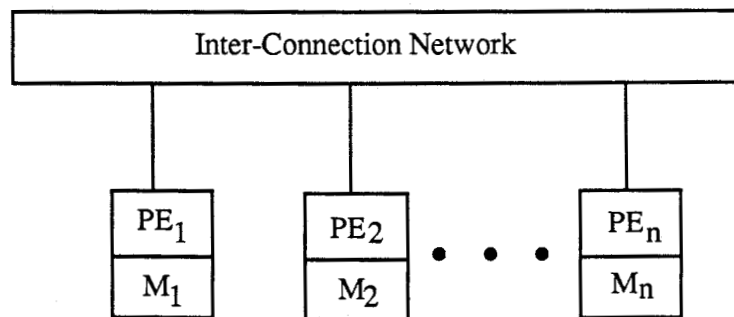 Inter-Connection Network
PE1 PE2 PEn
M1 M2 Mn